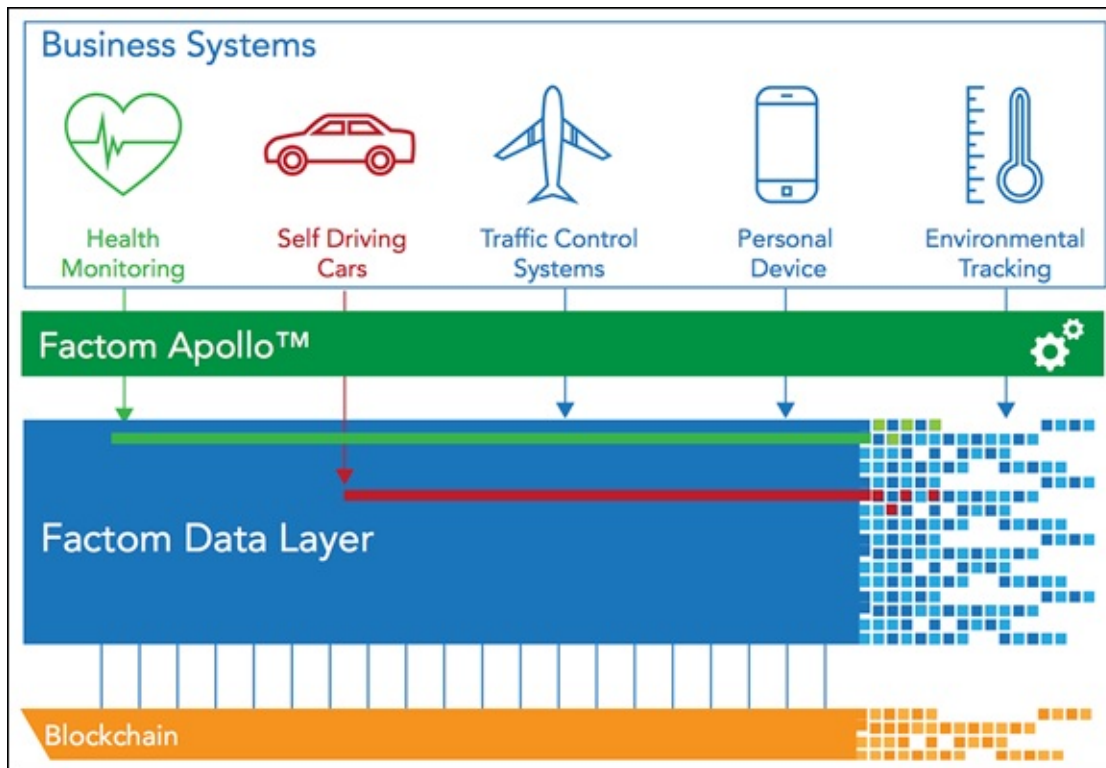 Business Systems
Health
Monitoring
Self Driving
Cars
Traffic Control
Systems
Personal
Device
Environmental
Tracking
Factom Apollo™
Factom Data Layer
Blockchain